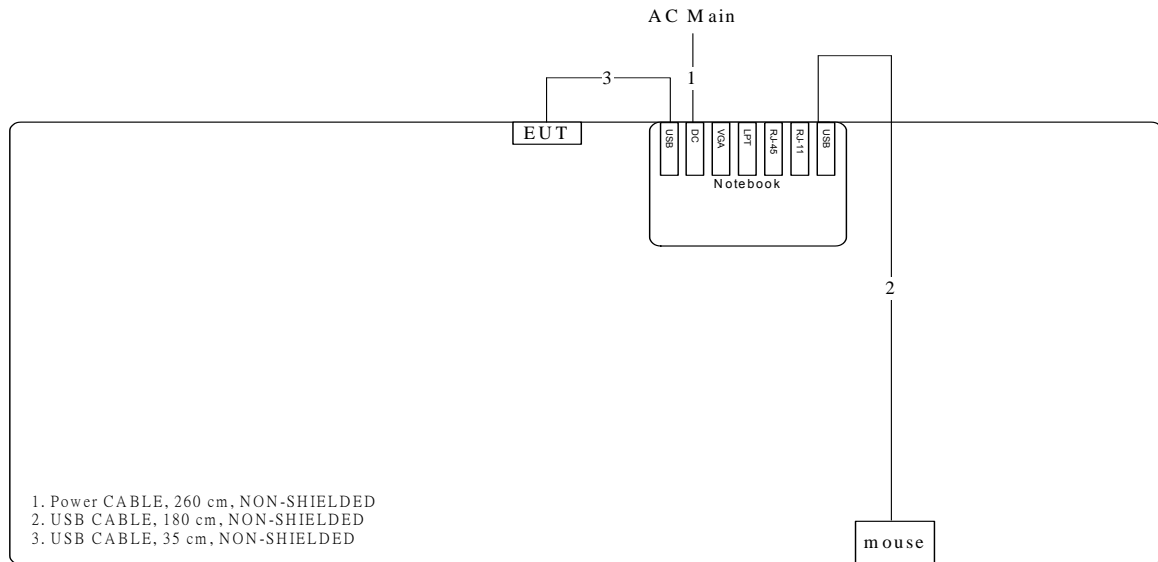 AC Main
3
1
EUT
USB
DC
VGA
LPT
RJ-45
RJ-11
USB
Notebook
2
1. Power CABLE, 260 cm, NON-SHIELDED
2. USB CABLE, 180 cm, NON-SHIELDED
3. USB CABLE, 35 cm, NON-SHIELDED
mouse